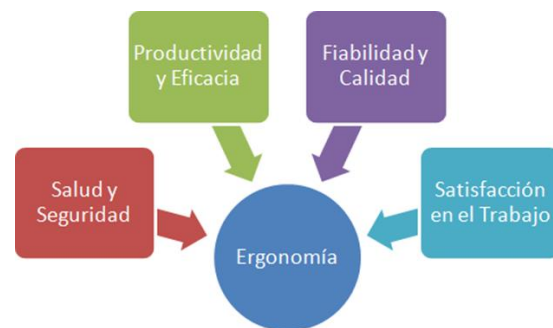 Productividad
y Eficacia
Fiabilidad y
Calidad
Salud y
Seguridad
Satisfacción
en el Trabajo
Ergonomía